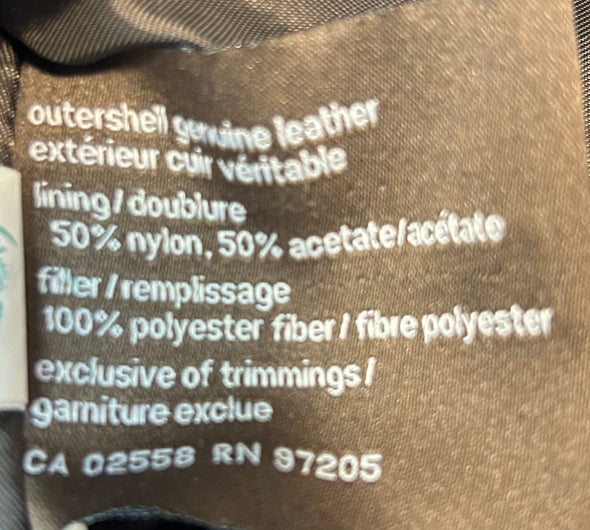 outershell genuine leather
extérieur cuir véritable
lining / doublure
50% nylon, 50% acetate/acétate
filler / remplissage
100% polyester fiber / fibre polyester
exclusive of trimmings /
garniture exclue
CA 02558 RN 97205